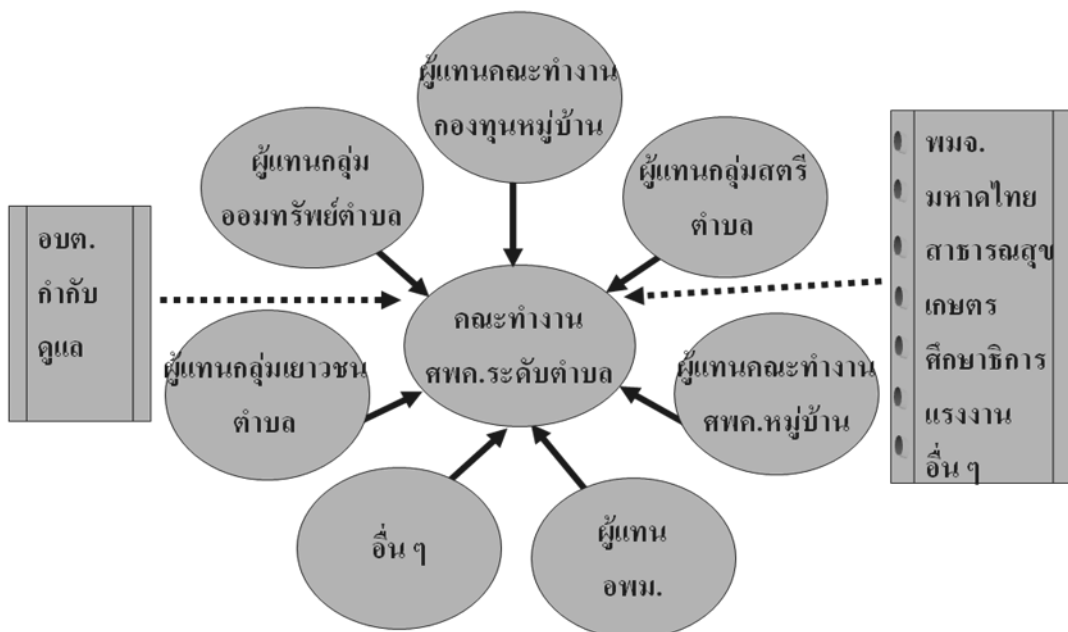 ผู้แทนคณะทำงาน
กองทุนหมู่บ้าน
ผู้แทนกลุ่ม
ออมทรัพย์ตำบล
ผู้แทนกลุ่มสตรี
ตำบล
อบต.
กำกับ
ดูแล
พมจ.
มหาดไทย
สาธารณสุข
เกษตร
ศึกษาธิการ
แรงงาน
อื่น ๆ
คณะทำงาน
ศพค.ระดับตำบล
ผู้แทนกลุ่มเยาวชน
ตำบล
ผู้แทนคณะทำงาน
ศพค.หมู่บ้าน
อื่น ๆ
ผู้แทน
อพม.